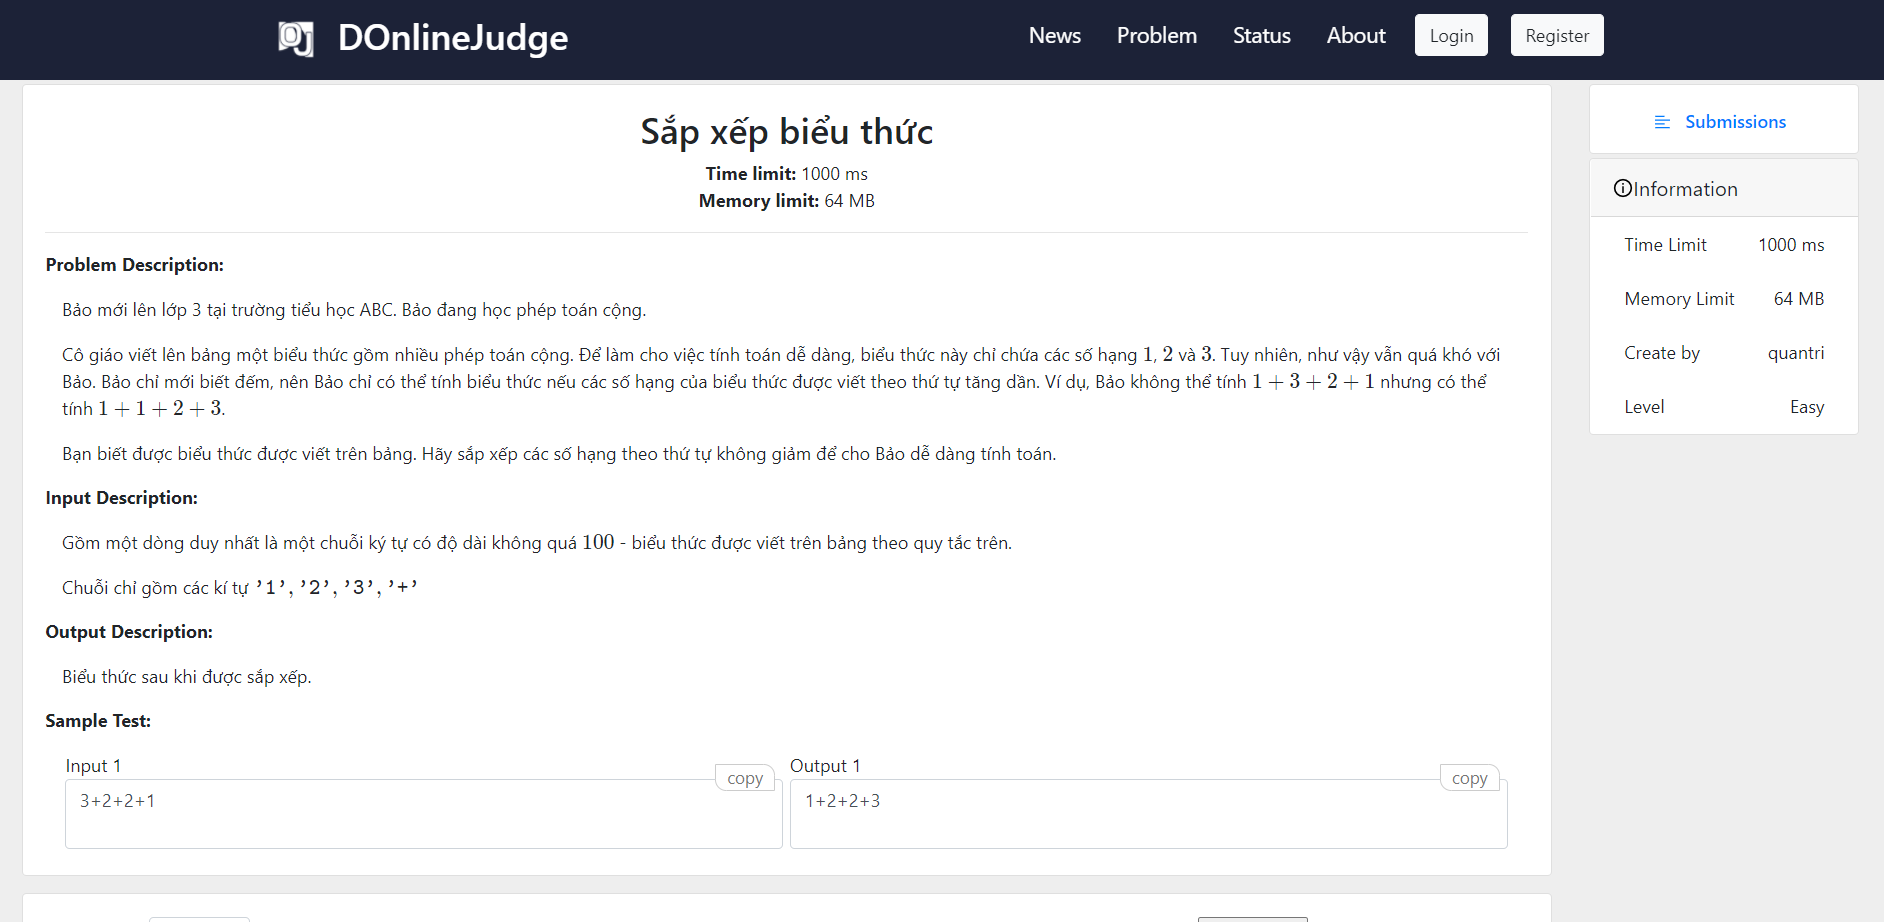 DOnlineJudge
News Problem Status About Login Register
Sắp xếp biểu thức
Time limit: 1000 ms
Memory limit: 64 MB
Problem Description:
Bảo mới lên lớp 3 tại trường tiểu học ABC. Bảo đang học phép toán cộng.
Cô giáo viết lên bảng một biểu thức gồm nhiều phép toán cộng. Để làm cho việc tính toán dễ dàng, biểu thức này chỉ chứa các số hạng 1, 2 và 3. Tuy nhiên, như vậy vẫn quá khó với
Bảo. Bảo chỉ mới biết đếm, nên Bảo chỉ có thể tính biểu thức nếu các số hạng của biểu thức được viết theo thứ tự tăng dần. Ví dụ, Bảo không thể tính 1 + 3 + 2 + 1 nhưng có thể
tính 1 + 1 + 2 + 3.
Bạn biết được biểu thức được viết trên bảng. Hãy sắp xếp các số hạng theo thứ tự không giảm để cho Bảo dễ dàng tính toán.
Input Description:
Gồm một dòng duy nhất là một chuỗi ký tự có độ dài không quá 100 - biểu thức được viết trên bảng theo quy tắc trên.
Chuỗi chỉ gồm các kí tự ’1’,’2’,’3’,’+’
Output Description:
Biểu thức sau khi được sắp xếp.
Sample Test:
Input 1
copy
3+2+2+1
Output 1
copy
1+2+2+3
Submissions
Information
Time Limit 1000 ms
Memory Limit 64 MB
Create by quantri
Level Easy